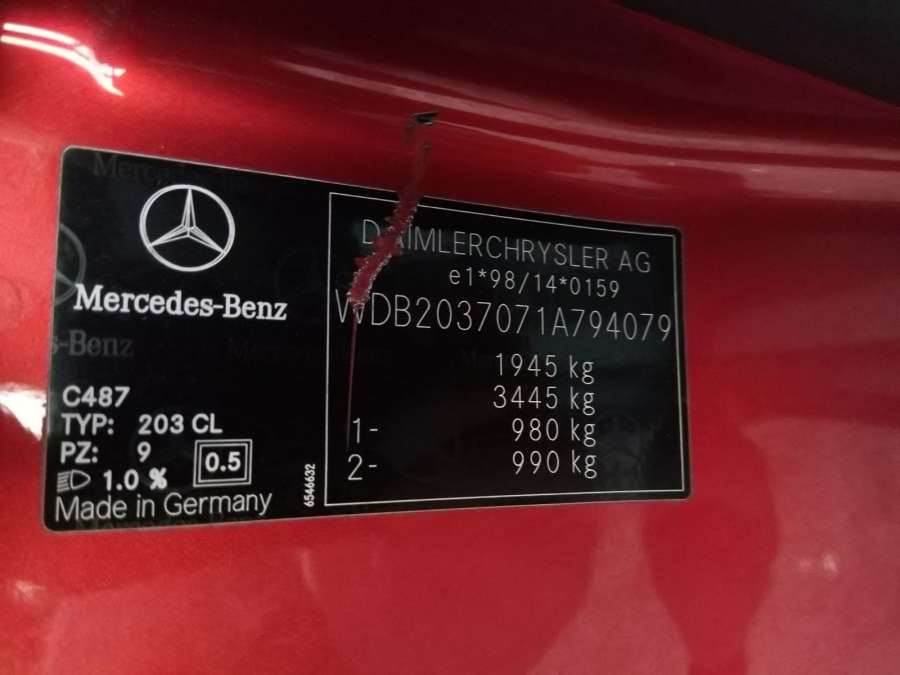 Mercedes-Benz
C487
TYP: 203 CL
PZ: 9
1.0 %
0.5
Made in Germany
6546632
DAIMLERCHRYSLER AG
e1*98/14*0159
WDB2037071A794079
1945 kg
3445 kg
1- 980 kg
2- 990 kg
-Benz